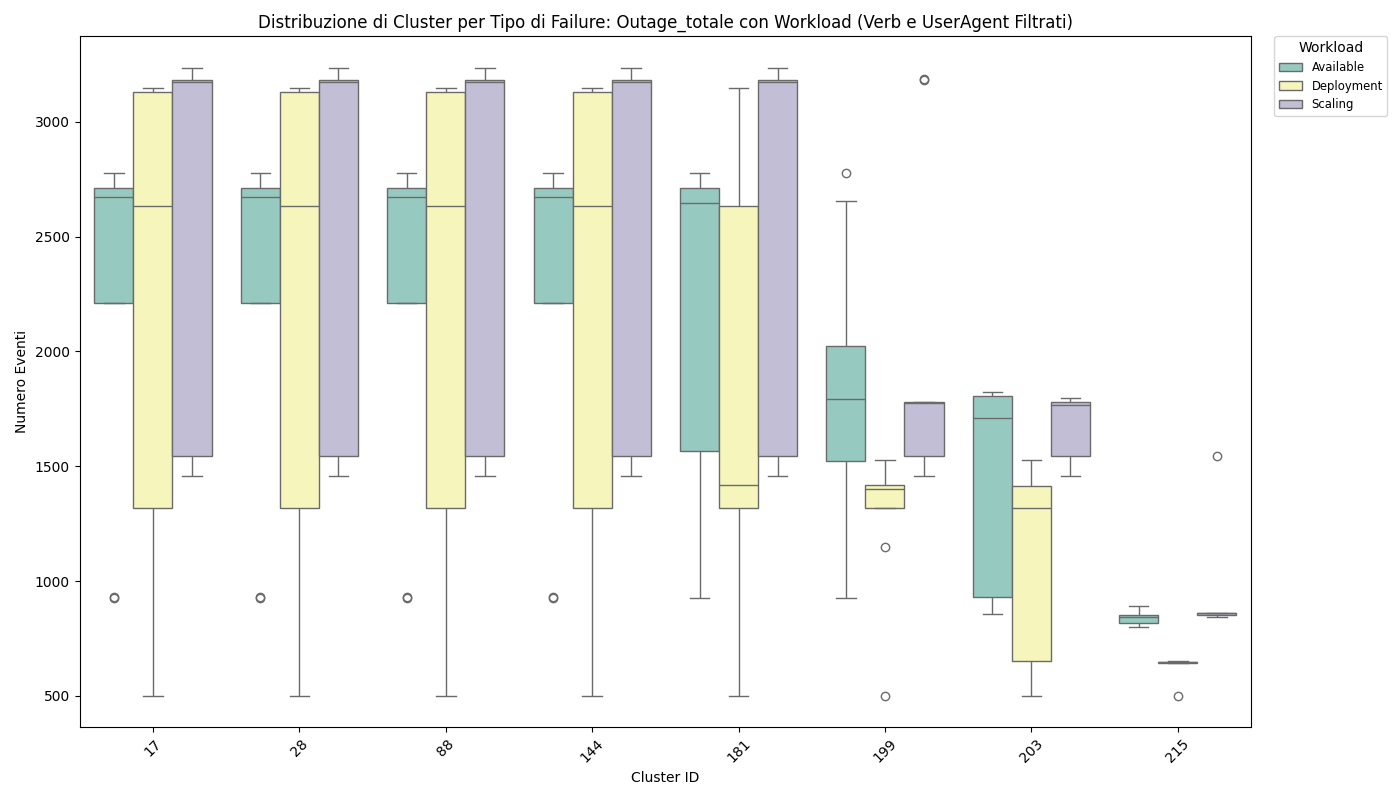 Distribuzione di Cluster per Tipo di Failure: Outage_totale con Workload (Verb e UserAgent Filtrati)
Workload
Available
Deployment
Scaling
Numero Eventi
3000
2500
2000
1500
1000
500
17 28 88 144 181 199 203 215
Cluster ID